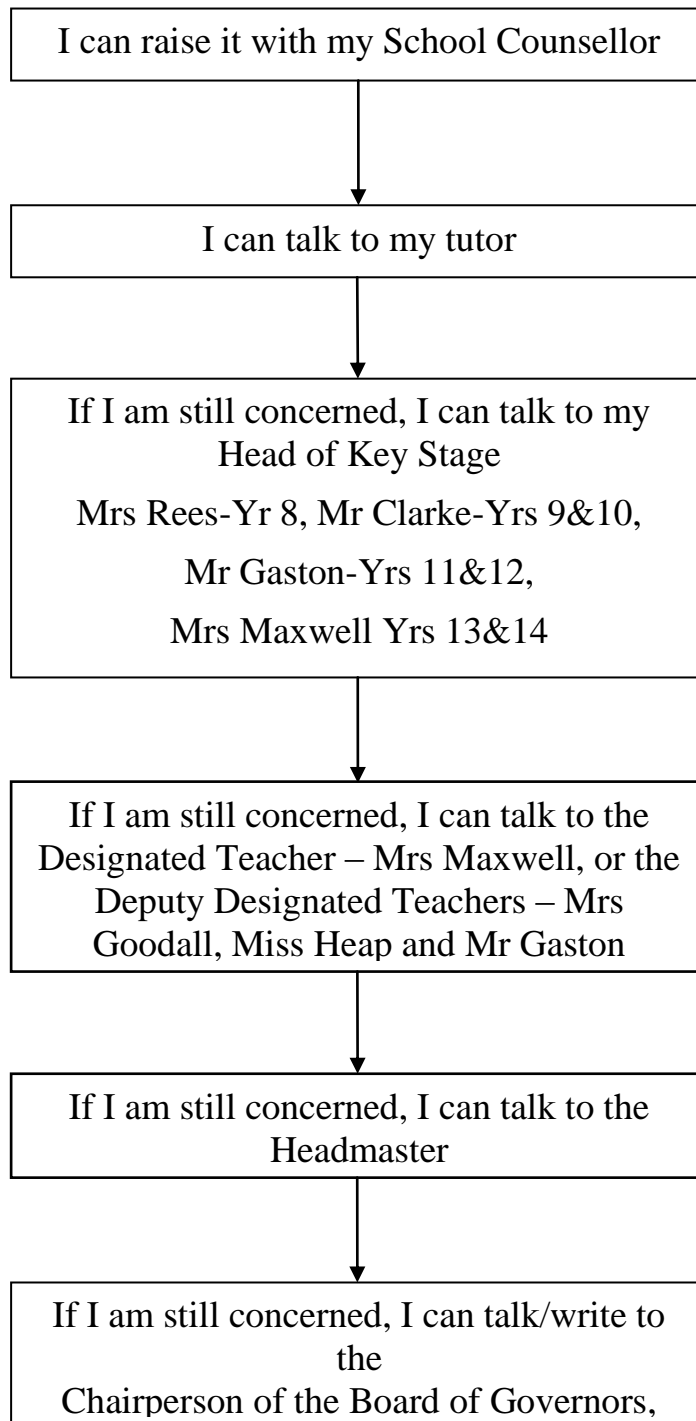 I can raise it with my School Counsellor
I can talk to my tutor
If I am still concerned, I can talk to my
Head of Key Stage
Mrs Rees-Yr 8, Mr Clarke-Yrs 9&10,
Mr Gaston-Yrs 11&12,
Mrs Maxwell Yrs 13&14
If I am still concerned, I can talk to the
Designated Teacher – Mrs Maxwell, or the
Deputy Designated Teachers – Mrs
Goodall, Miss Heap and Mr Gaston
If I am still concerned, I can talk to the
Headmaster
If I am still concerned, I can talk/write to
the
Chairperson of the Board of Governors,